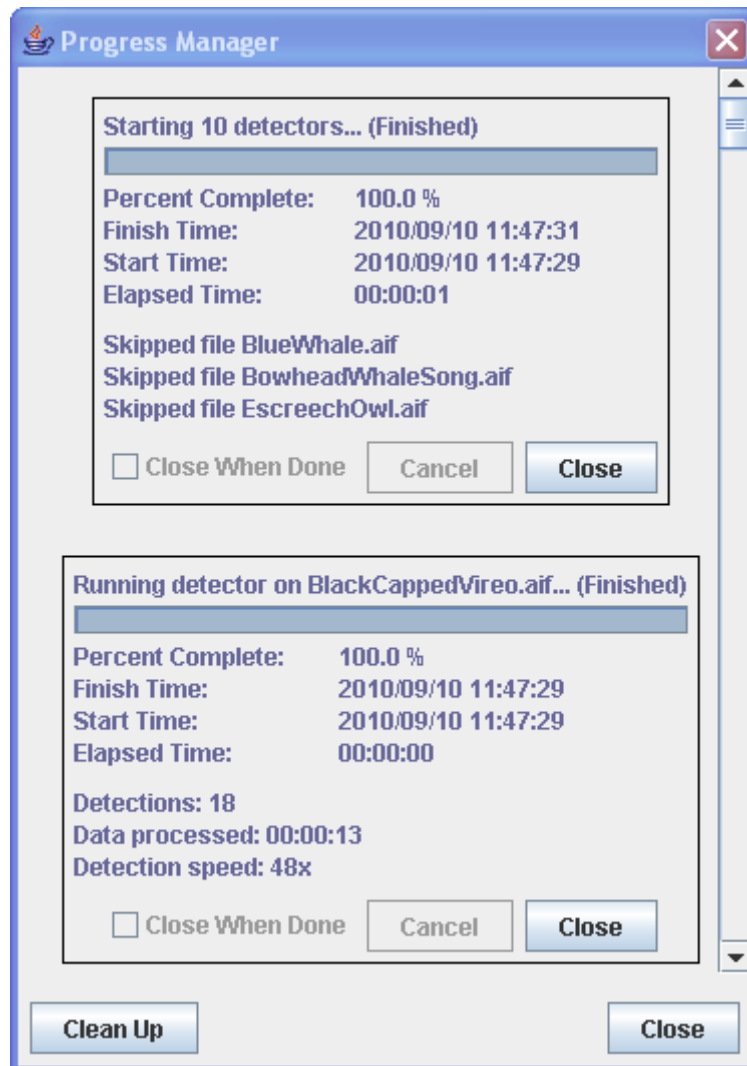 Progress Manager
Starting 10 detectors... (Finished)
Percent Complete: 100.0 %
Finish Time: 2010/09/10 11:47:31
Start Time: 2010/09/10 11:47:29
Elapsed Time: 00:00:01
Skipped file BlueWhale.aif
Skipped file BowheadWhaleSong.aif
Skipped file EscreechOwl.aif
Close When Done Cancel Close
Running detector on BlackCappedVireo.aif... (Finished)
Percent Complete: 100.0 %
Finish Time: 2010/09/10 11:47:29
Start Time: 2010/09/10 11:47:29
Elapsed Time: 00:00:00
Detections: 18
Data processed: 00:00:13
Detection speed: 48x
Close When Done Cancel Close
Clean Up Close